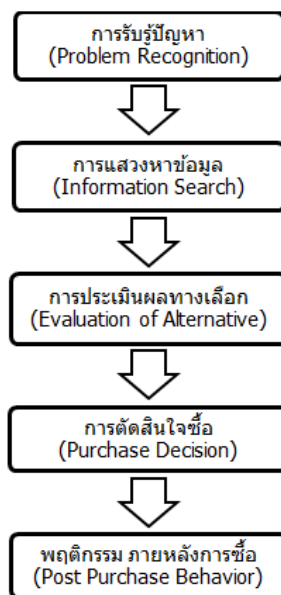 การรับรู้ปัญหา
(Problem Recognition)
การแสวงหาข้อมูล
(Information Search)
การประเมินผลทางเลือก
(Evaluation of Alternative)
การตัดสินใจซื้อ
(Purchase Decision)
พฤติกรรม ภายหลังการซื้อ
(Post Purchase Behavior)